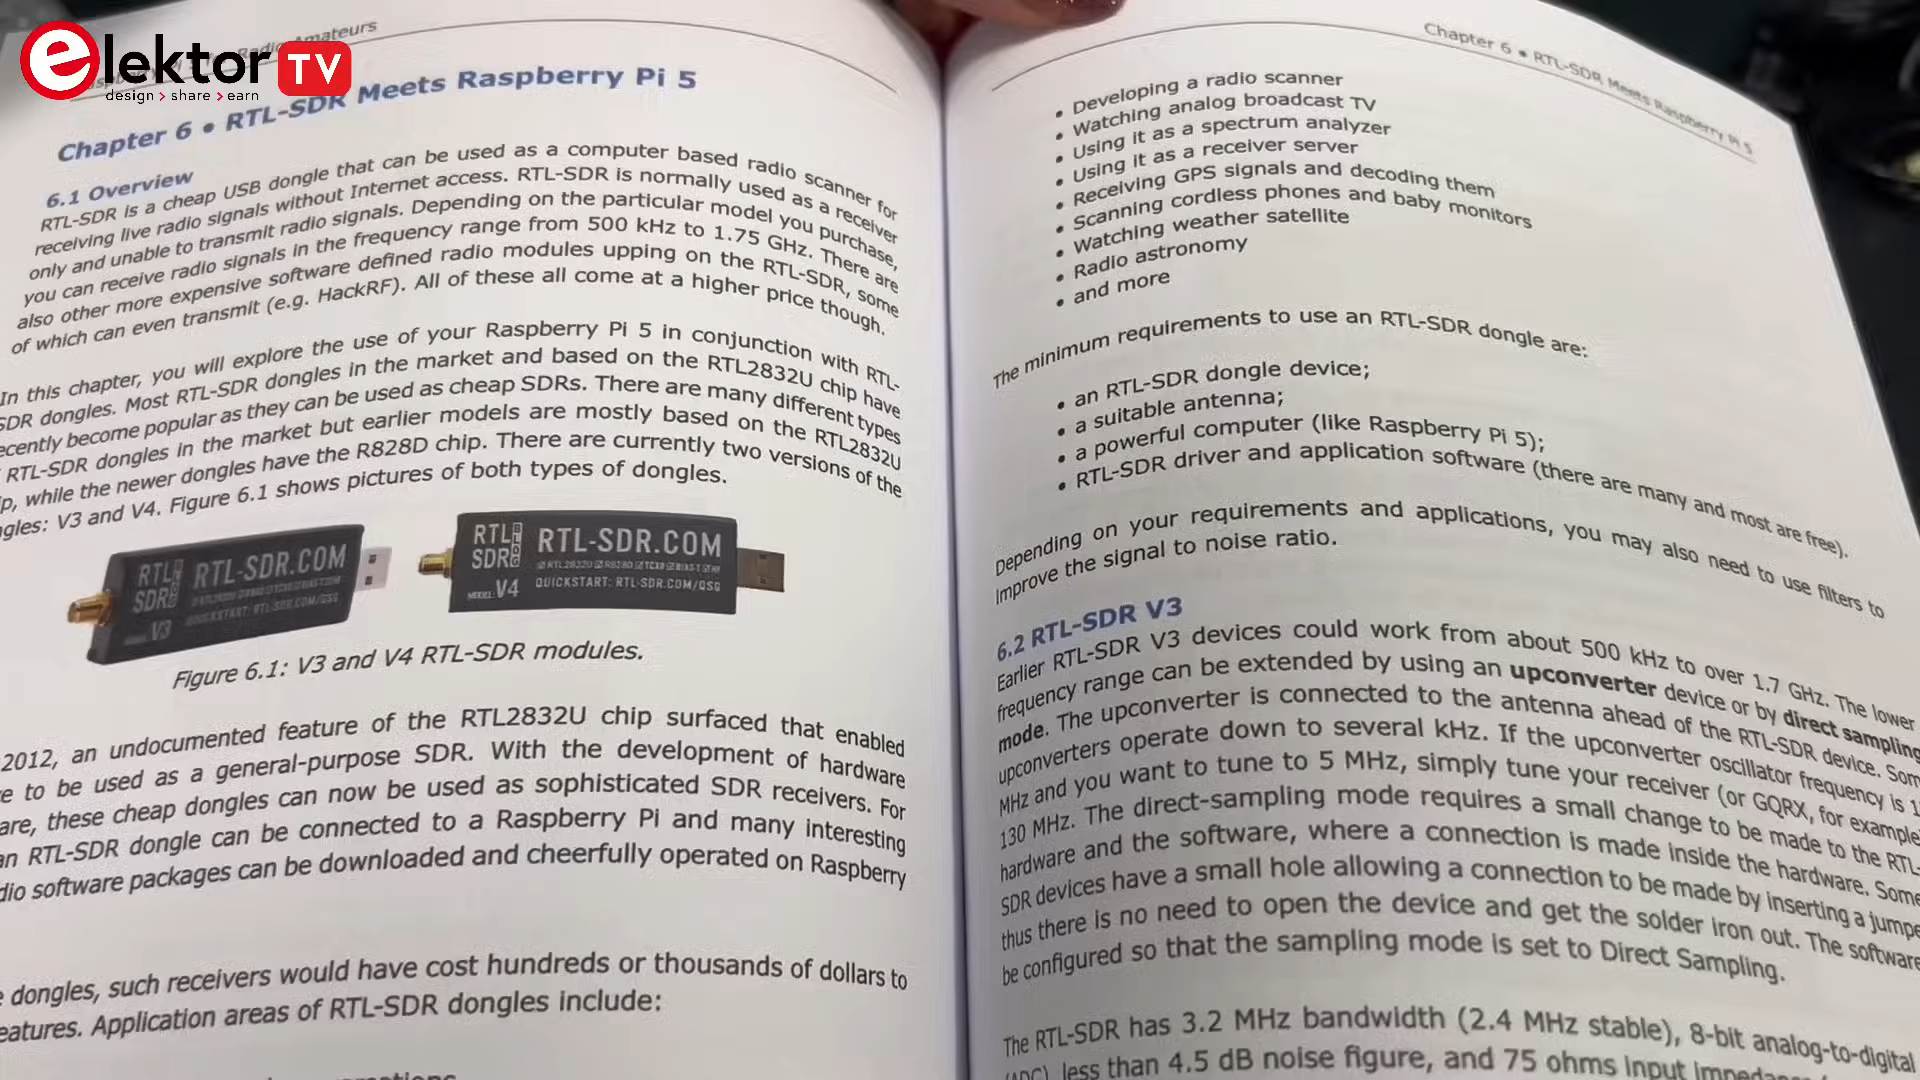 elektor TV
design > share > earn
Radio Amateurs
Chapter 6 • RTL-SDR Meets Raspberry Pi 5
6.1 Overview
RTL-SDR is a cheap USB dongle that can be used as a computer based radio scanner for
receiving live radio signals without Internet access. RTL-SDR is normally used as a receiver
only and unable to transmit radio signals. Depending on the particular model you purchase,
you can receive radio signals in the frequency range from 500 kHz to 1.75 GHz. There are
also other more expensive software defined radio modules upping on the RTL-SDR, some
of which can even transmit (e.g. HackRF). All of these all come at a higher price though.
In this chapter, you will explore the use of your Raspberry Pi 5 in conjunction with RTL-
SDR dongles. Most RTL-SDR dongles in the market and based on the RTL2832U chip have
ecently become popular as they can be used as cheap SDRs. There are many different types
RTL-SDR dongles in the market but earlier models are mostly based on the RTL2832U
p, while the newer dongles have the R828D chip. There are currently two versions of the
ngles: V3 and V4. Figure 6.1 shows pictures of both types of dongles.
RTL
SDR
RTL-SDR.COM
QUICKSTART: RTL-SDR.COM/QSG
V3
RTL
SDR
BLOG
RTL-SDR.COM
MODEL: V4
QUICKSTART: RTL-SDR.COM/QSG
Figure 6.1: V3 and V4 RTL-SDR modules.
2012, an undocumented feature of the RTL2832U chip surfaced that enabled
e to be used as a general-purpose SDR. With the development of hardware
are, these cheap dongles can now be used as sophisticated SDR receivers. For
an RTL-SDR dongle can be connected to a Raspberry Pi and many interesting
dio software packages can be downloaded and cheerfully operated on Raspberry
e dongles, such receivers would have cost hundreds or thousands of dollars to
eatures. Application areas of RTL-SDR dongles include:
Chapter 6 • RTL-SDR Meets Raspberry Pi 5
• Developing a radio scanner
• Watching analog broadcast TV
• Using it as a spectrum analyzer
• Using it as a receiver server
• Receiving GPS signals and decoding them
• Scanning cordless phones and baby monitors
• Watching weather satellite
• Radio astronomy
• and more
The minimum requirements to use an RTL-SDR dongle are:
• an RTL-SDR dongle device;
• a suitable antenna;
• a powerful computer (like Raspberry Pi 5);
• RTL-SDR driver and application software (there are many and most are free).
Depending on your requirements and applications, you may also need to use filters to
improve the signal to noise ratio.
6.2 RTL-SDR V3
Earlier RTL-SDR V3 devices could work from about 500 kHz to over 1.7 GHz. The lower
frequency range can be extended by using an upconverter device or by direct sampling
mode. The upconverter is connected to the antenna ahead of the RTL-SDR device. Som
upconverters operate down to several kHz. If the upconverter oscillator frequency is 1
MHz and you want to tune to 5 MHz, simply tune your receiver (or GQRX, for example
130 MHz. The direct-sampling mode requires a small change to be made to the RTL-
hardware and the software, where a connection is made inside the hardware. Some
SDR devices have a small hole allowing a connection to be made by inserting a jumpe
thus there is no need to open the device and get the solder iron out. The software
be configured so that the sampling mode is set to Direct Sampling.
The RTL-SDR has 3.2 MHz bandwidth (2.4 MHz stable), 8-bit analog-to-digital
(ADC), less than 4.5 dB noise figure, and 75 ohms input impedan